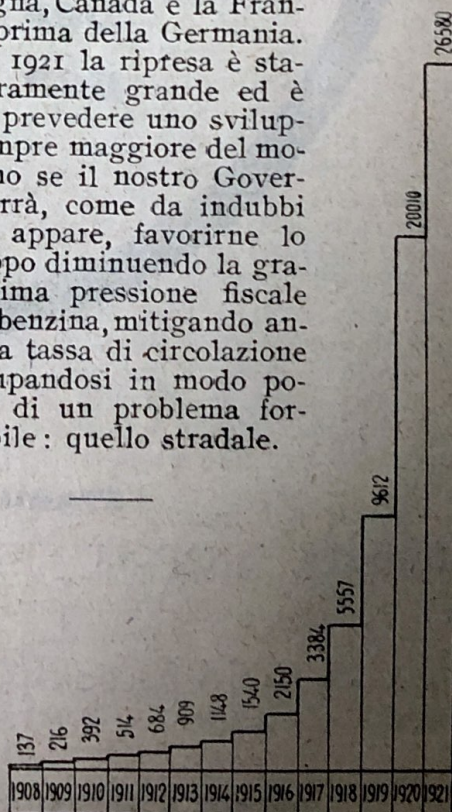 gna, Canada e la Fran-
prima della Germania.
1921 la ripresa è sta-
ramente grande ed è
prevedere uno svilup-
mpre maggiore del mo-
no se il nostro Gover-
rrà, come da indubbi
appare, favorirne lo
ppo diminuendo la gra-
ima pressione fiscale
benzina, mitigando an-
a tassa di circolazione
upandosi in modo po-
di un problema for-
bile: quello stradale.
137 216 392 514 684 909 1148 1540 2150 3384 5557 9612 20010 26580
1908 1909 1910 1911 1912 1913 1914 1915 1916 1917 1918 1919 1920 1921